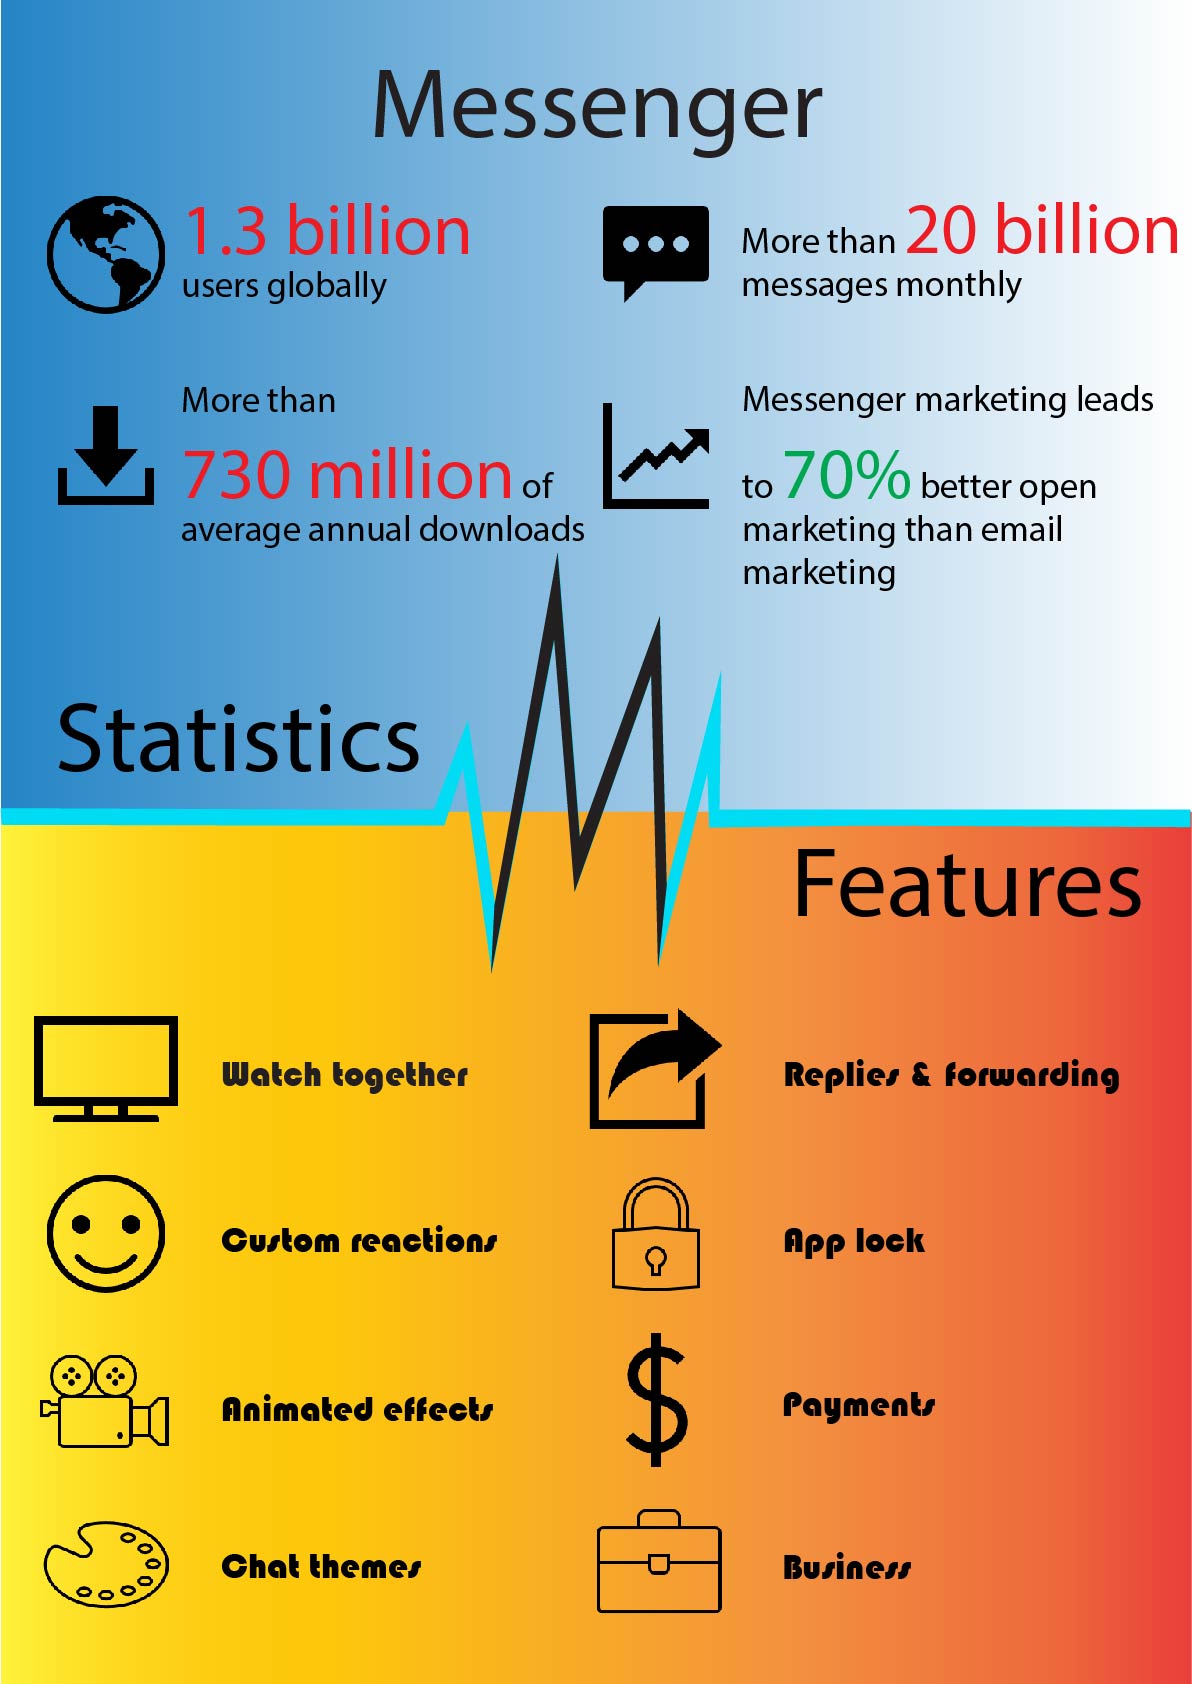 Messenger
1.3 billion
users globally
More than 20 billion
messages monthly
More than
730 million of
average annual downloads
Messenger marketing leads
to 70% better open
marketing than email
marketing
Statistics
Features
Watch together
Replies & forwarding
Custom reactions
App lock
Animated effects
Payments
Chat themes
Business